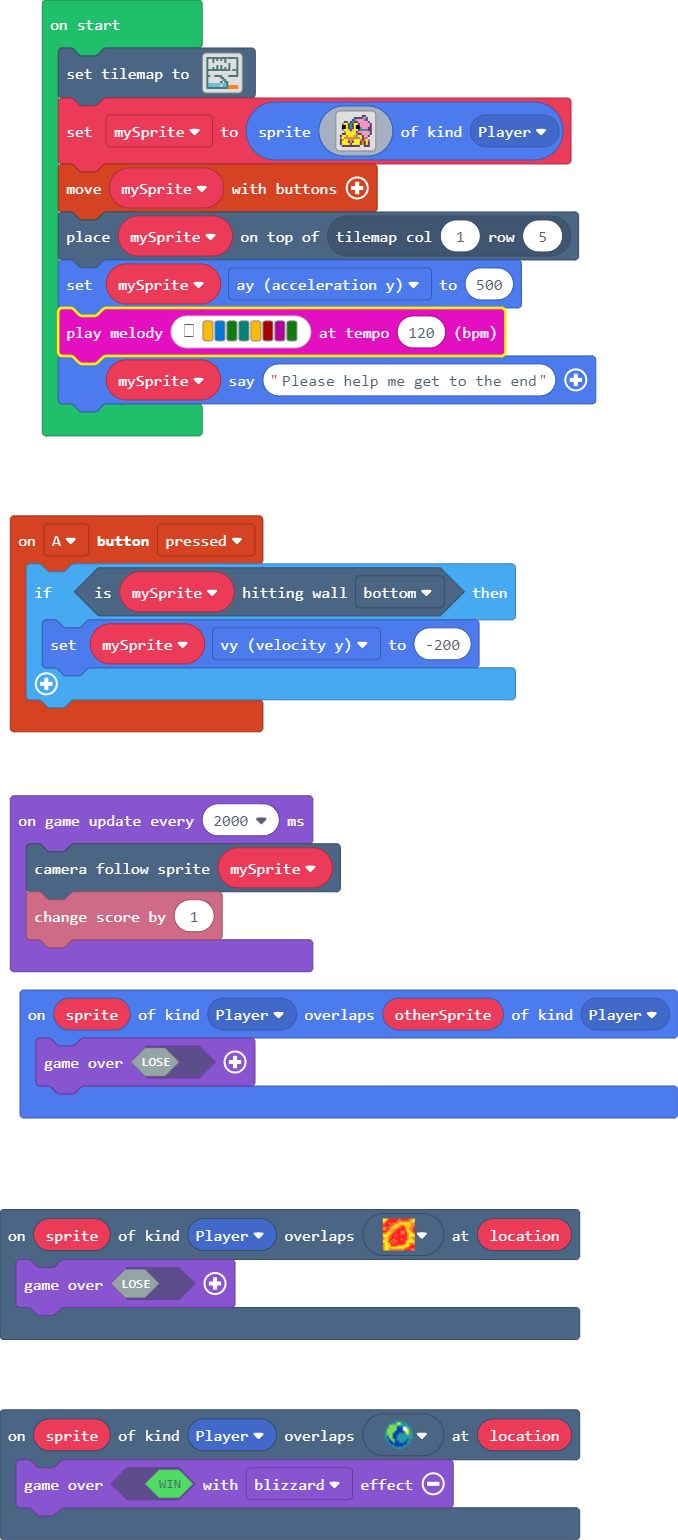 on start
set tilemap to
set mySprite to sprite of kind Player
move mySprite with buttons
place mySprite on top of tilemap col 1 row 5
set mySprite ay (acceleration y) to 500
play melody at tempo 120 (bpm)
mySprite say "Please help me get to the end"
on A button pressed
if is mySprite hitting wall bottom then
set mySprite vy (velocity y) to -200
on game update every 2000 ms
camera follow sprite mySprite
change score by 1
on sprite of kind Player overlaps otherSprite of kind Player
game over LOSE
on sprite of kind Player overlaps at location
game over LOSE
on sprite of kind Player overlaps at location
game over WIN with blizzard effect